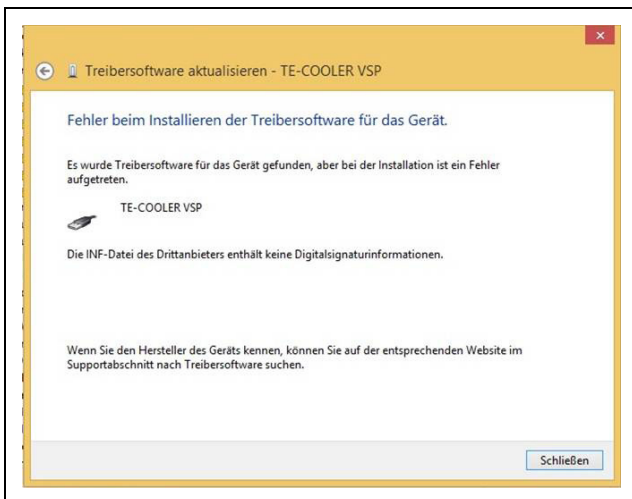 Treibersoftware aktualisieren - TE-COOLER VSP
Fehler beim Installieren der Treibersoftware für das Gerät.
Es wurde Treibersoftware für das Gerät gefunden, aber bei der Installation ist ein Fehler
aufgetreten.
TE-COOLER VSP
Die INF-Datei des Drittanbieters enthält keine Digitalsignaturinformationen.
Wenn Sie den Hersteller des Geräts kennen, können Sie auf der entsprechenden Website im
Supportabschnitt nach Treibersoftware suchen.
Schließen